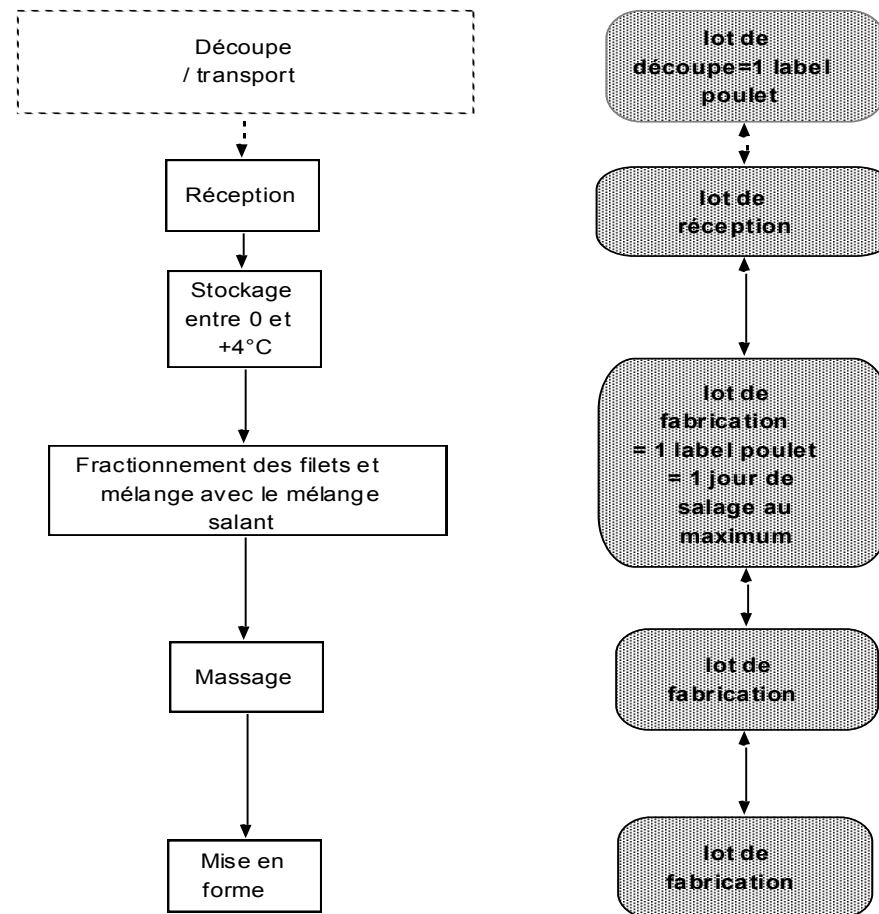 Découpe
/ transport
lot de
découpe=1 label
poulet
Réception
lot de
réception
Stockage
entre 0 et
+4°C
lot de
fabrication
= 1 label poulet
= 1 jour de
salage au
maximum
Fractionnement des filets et
mélange avec le mélange
salant
Massage
lot de
fabrication
Mise en
forme
lot de
fabrication